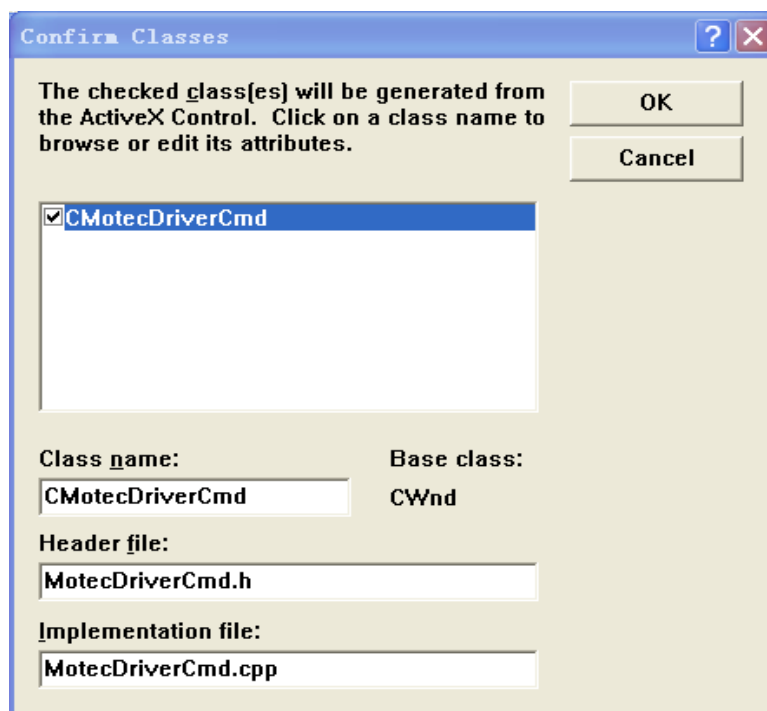 Confirm Classes
The checked class(es) will be generated from
the ActiveX Control. Click on a class name to
browse or edit its attributes.
OK
Cancel
CMotecDriverCmd
Class name:
Base class:
CMotecDriverCmd
CWnd
Header file:
MotecDriverCmd.h
Implementation file:
MotecDriverCmd.cpp